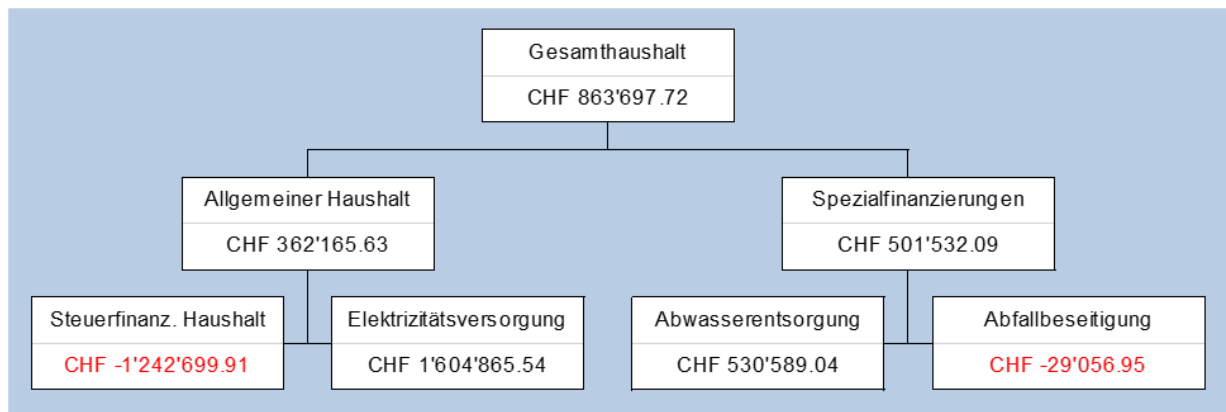 Gesamthaushalt
CHF 863'697.72
Allgemeiner Haushalt
CHF 362'165.63
Spezialfinanzierungen
CHF 501'532.09
Steuerfinanz. Haushalt
CHF -1'242'699.91
Elektrizitätsversorgung
CHF 1'604'865.54
Abwasserentsorgung
CHF 530'589.04
Abfallbeseitigung
CHF -29'056.95